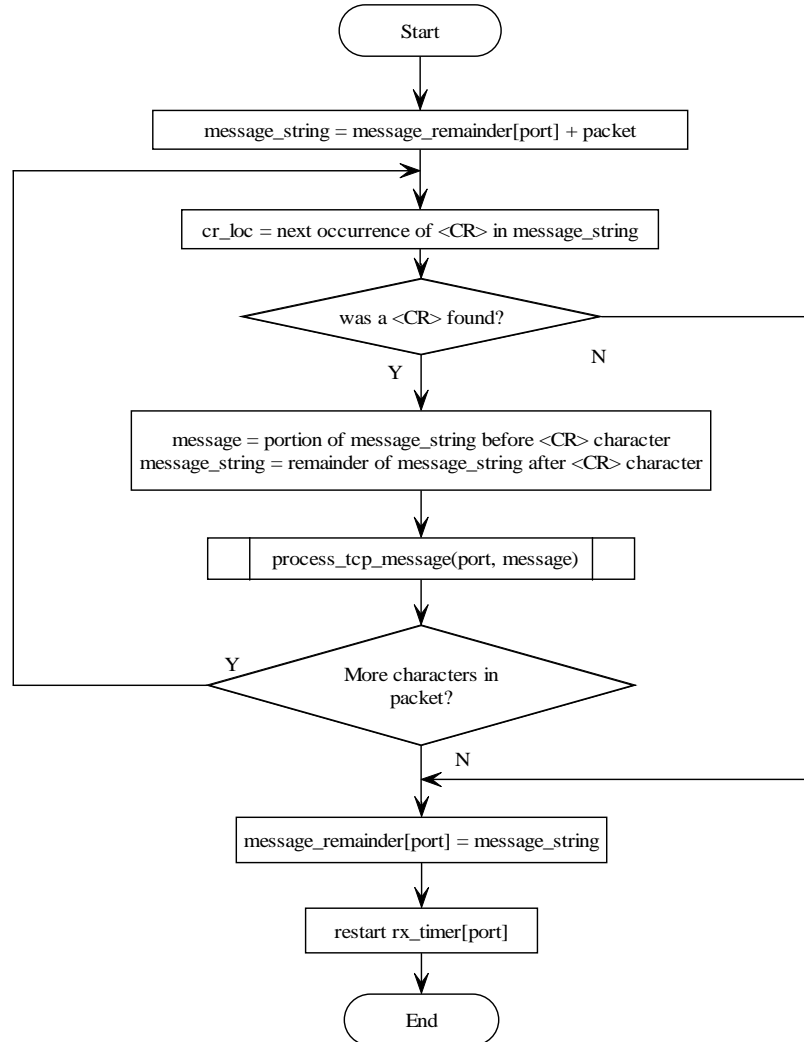 Start
message_string = message_remainder[port] + packet
cr_loc = next occurrence of <CR> in message_string
was a <CR> found?
N
Y
message = portion of message_string before <CR> character
message_string = remainder of message_string after <CR> character
process_tcp_message(port, message)
Y
More characters in
packet?
N
message_remainder[port] = message_string
restart rx_timer[port]
End